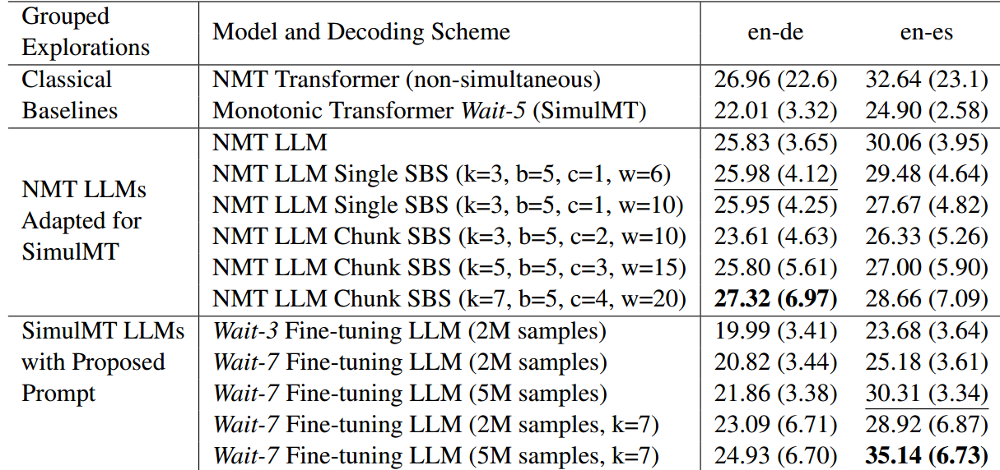 Grouped Explorations Model and Decoding Scheme en-de en-es
Classical Baselines
NMT Transformer (non-simultaneous) 26.96 (22.6) 32.64 (23.1)
Monotonic Transformer Wait-5 (SimulMT) 22.01 (3.32) 24.90 (2.58)
NMT LLMs Adapted for SimulMT
NMT LLM 25.83 (3.65) 30.06 (3.95)
NMT LLM Single SBS (k=3, b=5, c=1, w=6) 25.98 (4.12) 29.48 (4.64)
NMT LLM Single SBS (k=3, b=5, c=1, w=10) 25.95 (4.25) 27.67 (4.82)
NMT LLM Chunk SBS (k=3, b=5, c=2, w=10) 23.61 (4.63) 26.33 (5.26)
NMT LLM Chunk SBS (k=5, b=5, c=3, w=15) 25.80 (5.61) 27.00 (5.90)
NMT LLM Chunk SBS (k=7, b=5, c=4, w=20) 27.32 (6.97) 28.66 (7.09)
SimulMT LLMs with Proposed Prompt
Wait-3 Fine-tuning LLM (2M samples) 19.99 (3.41) 23.68 (3.64)
Wait-7 Fine-tuning LLM (2M samples) 20.82 (3.44) 25.18 (3.61)
Wait-7 Fine-tuning LLM (5M samples) 21.86 (3.38) 30.31 (3.34)
Wait-7 Fine-tuning LLM (2M samples, k=7) 23.09 (6.71) 28.92 (6.87)
Wait-7 Fine-tuning LLM (5M samples, k=7) 24.93 (6.70) 35.14 (6.73)